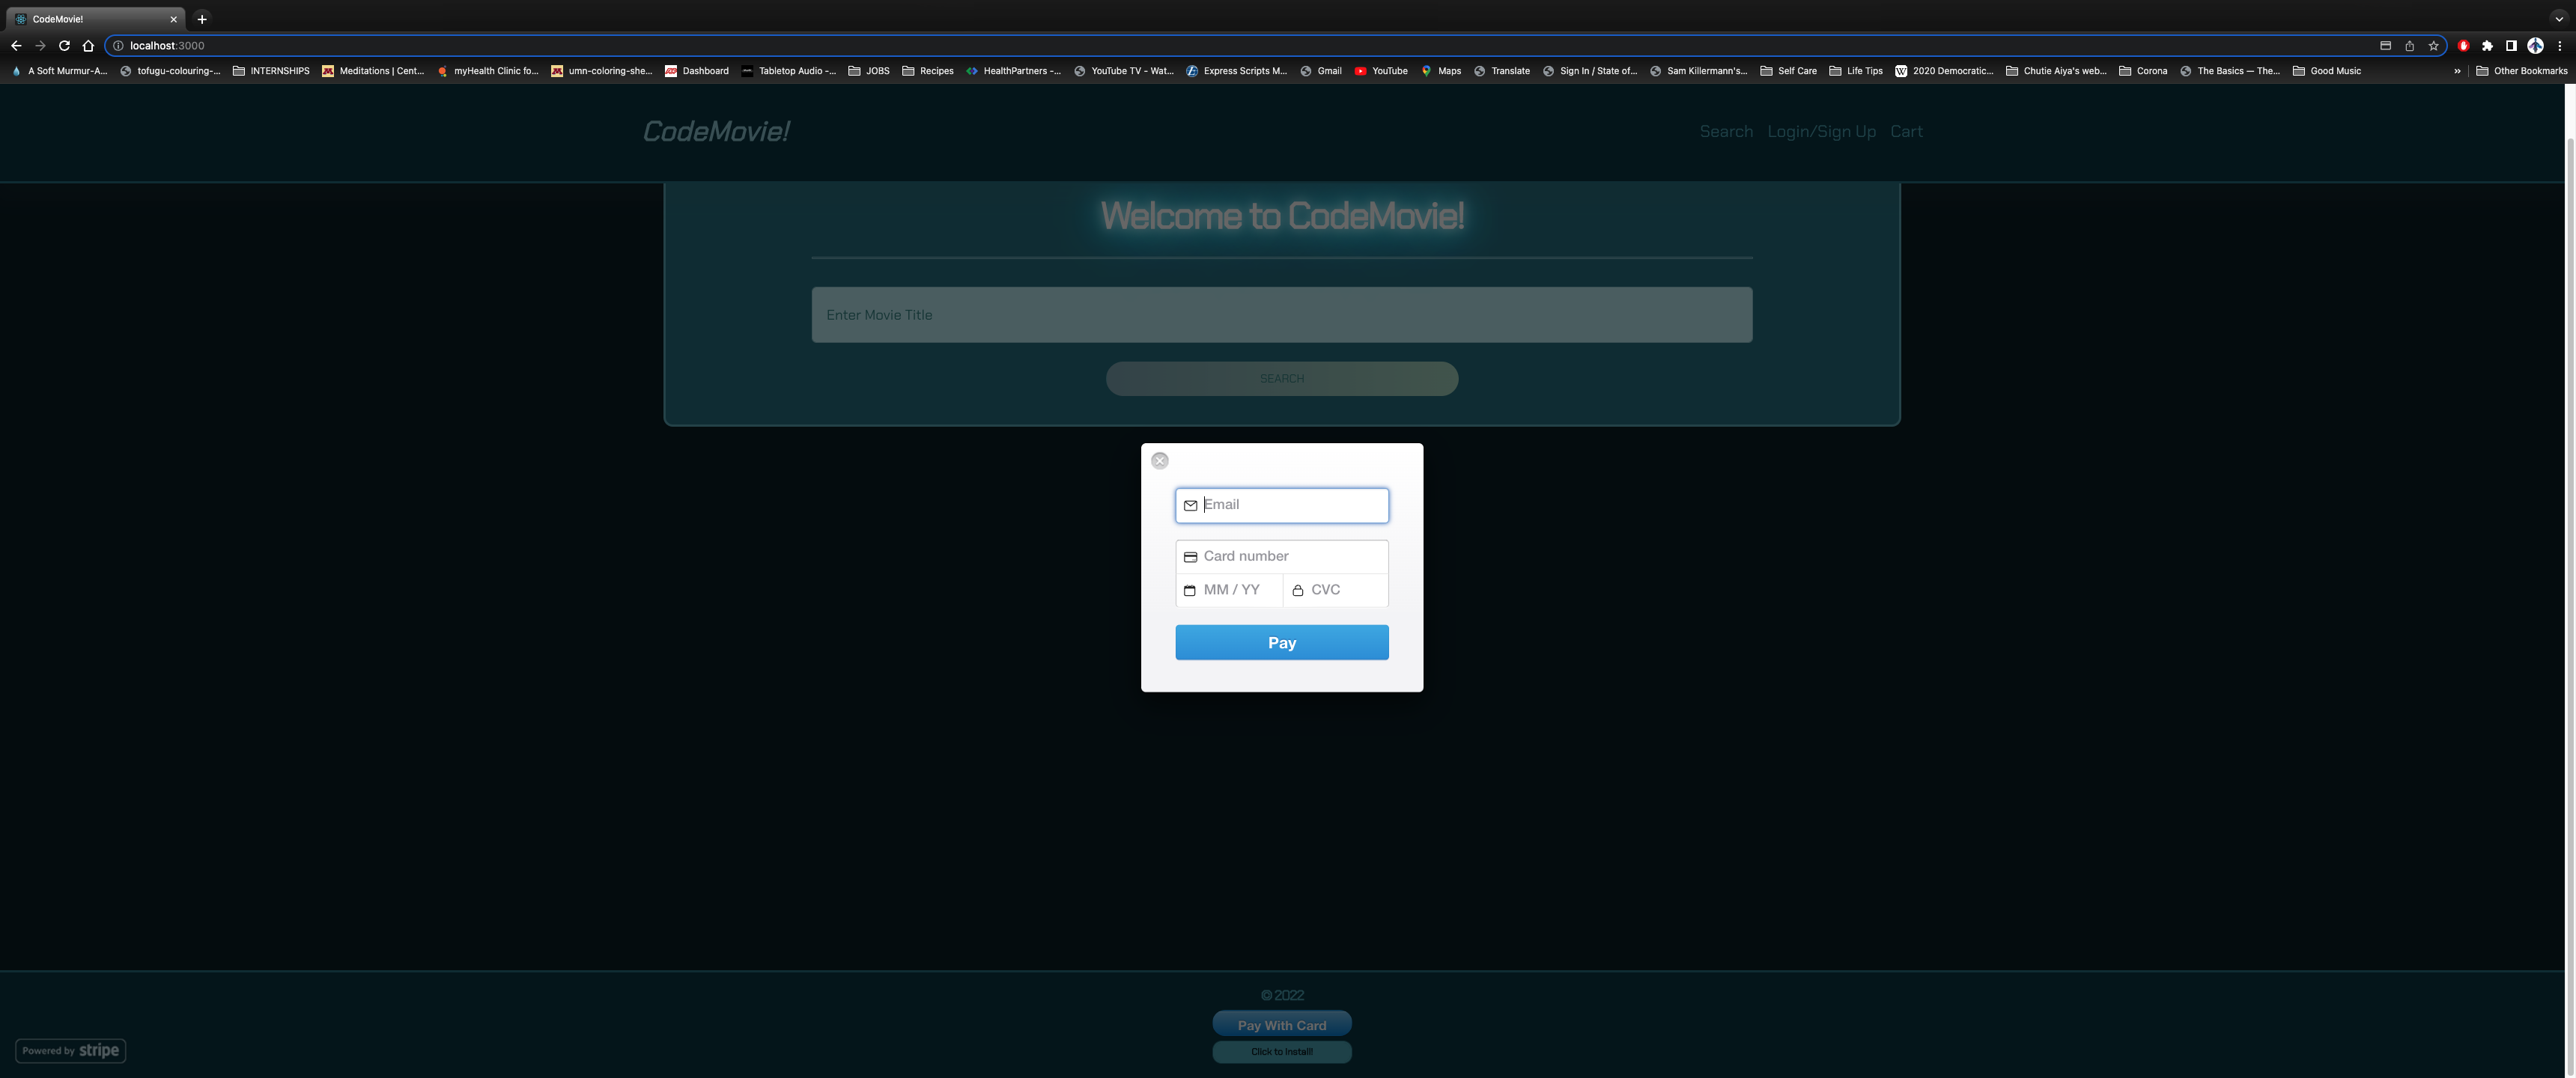 CodeMovie!
localhost:3000
A Soft Murmur-A... tofugu-colouring-... INTERNSHIPS Meditations | Cent... myHealth Clinic fo... umn-coloring-she... Dashboard Tabletop Audio -... JOBS Recipes HealthPartners -... YouTube TV - Wat... Express Scripts M... Gmail YouTube Maps Translate Sign In / State of... Sam Killermann's... Self Care Life Tips 2020 Democratic... Chutie Aiya's web... Corona The Basics — The... Good Music » Other Bookmarks
CodeMovie! Search Login/Sign Up Cart
Welcome to CodeMovie!
Enter Movie Title
SEARCH
Email
Card number
MM / YY CVC
Pay
© 2022
Pay With Card
Click to Install!
Powered by stripe